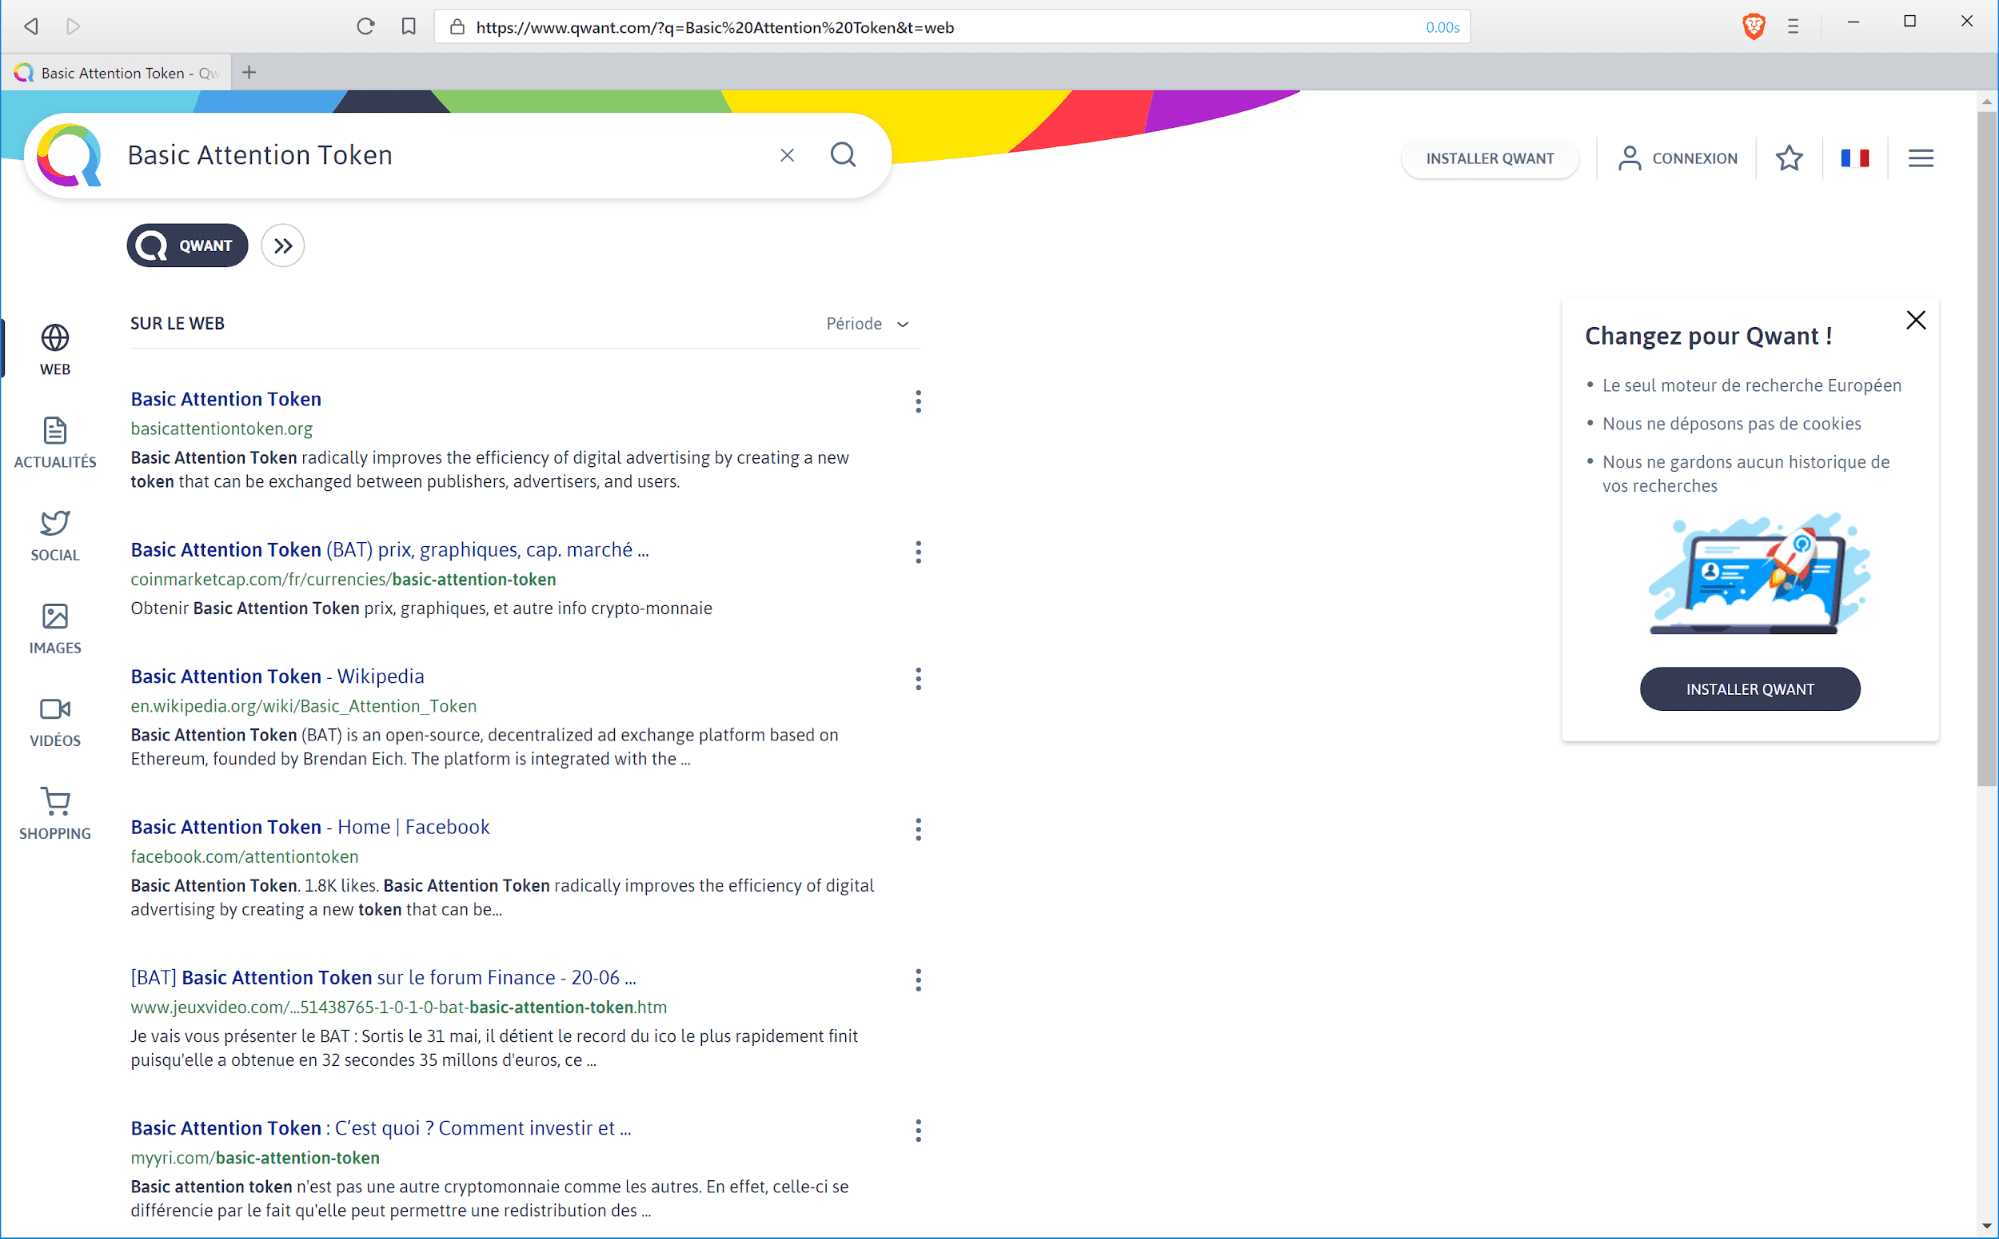 https://www.qwant.com/?q=Basic%20Attention%20Token&t=web
0.00s
Basic Attention Token - Qw
Basic Attention Token
INSTALLER QWANT
CONNEXION
QWANT
SUR LE WEB
Période
WEB
ACTUALITÉS
SOCIAL
IMAGES
VIDÉOS
SHOPPING
Basic Attention Token
basicattentiontoken.org
Basic Attention Token radically improves the efficiency of digital advertising by creating a new
token that can be exchanged between publishers, advertisers, and users.
Basic Attention Token (BAT) prix, graphiques, cap. marché ...
coinmarketcap.com/fr/currencies/basic-attention-token
Obtenir Basic Attention Token prix, graphiques, et autre info crypto-monnaie
Basic Attention Token - Wikipedia
en.wikipedia.org/wiki/Basic_Attention_Token
Basic Attention Token (BAT) is an open-source, decentralized ad exchange platform based on
Ethereum, founded by Brendan Eich. The platform is integrated with the ...
Basic Attention Token - Home | Facebook
facebook.com/attentiontoken
Basic Attention Token. 1.8K likes. Basic Attention Token radically improves the efficiency of digital
advertising by creating a new token that can be...
[BAT] Basic Attention Token sur le forum Finance - 20-06 ...
www.jeuxvideo.com/...51438765-1-0-1-0-bat-basic-attention-token.htm
Je vais vous présenter le BAT : Sortis le 31 mai, il détient le record du ico le plus rapidement finit
puisqu'elle a obtenue en 32 secondes 35 millons d'euros, ce ...
Basic Attention Token : C’est quoi ? Comment investir et ...
myyri.com/basic-attention-token
Basic attention token n'est pas une autre cryptomonnaie comme les autres. En effet, celle-ci se
différencie par le fait qu'elle peut permettre une redistribution des ...
Changez pour Qwant !
• Le seul moteur de recherche Européen
• Nous ne déposons pas de cookies
• Nous ne gardons aucun historique de
vos recherches
INSTALLER QWANT